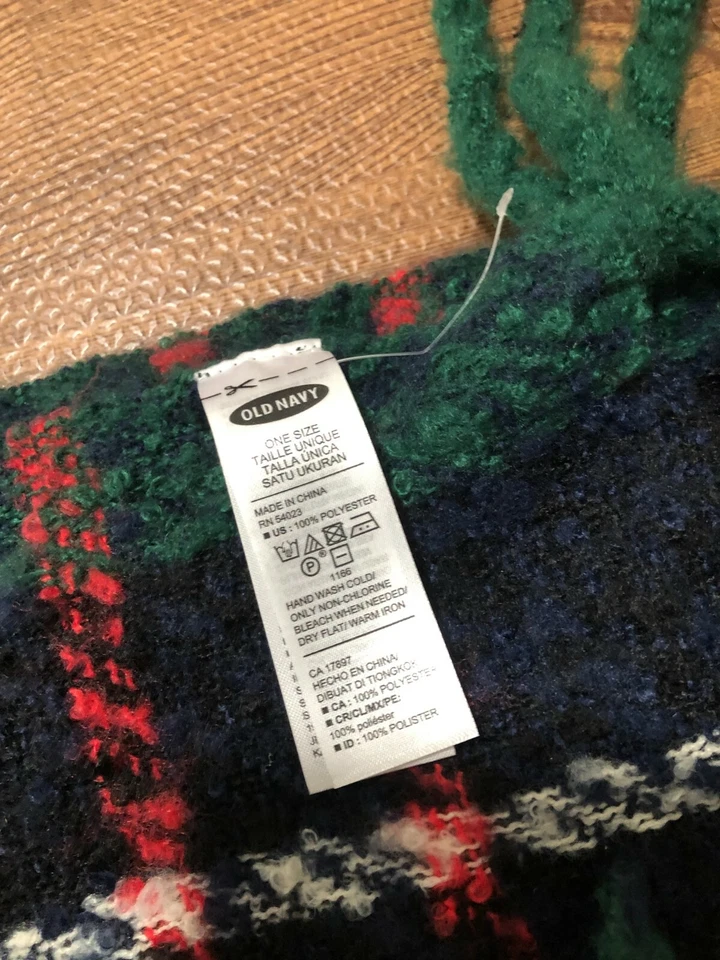 OLD NAVY
ONE SIZE
TAILLE UNIQUE
TALLA ÚNICA
SATU UKURAN
MADE IN CHINA
RN 54023
■ US : 100% POLYESTER
P ®
1166
HAND WASH COLD/
ONLY NON-CHLORINE
BLEACH WHEN NEEDED/
DRY FLAT/ WARM IRON
CA 17897
HECHO EN CHINA/
DIBUAT DI TIONGKOK
■ CA : 100% POLYESTER
■ CR/CL/MX/PE:
100% poliéster
■ ID : 100% POLISTER